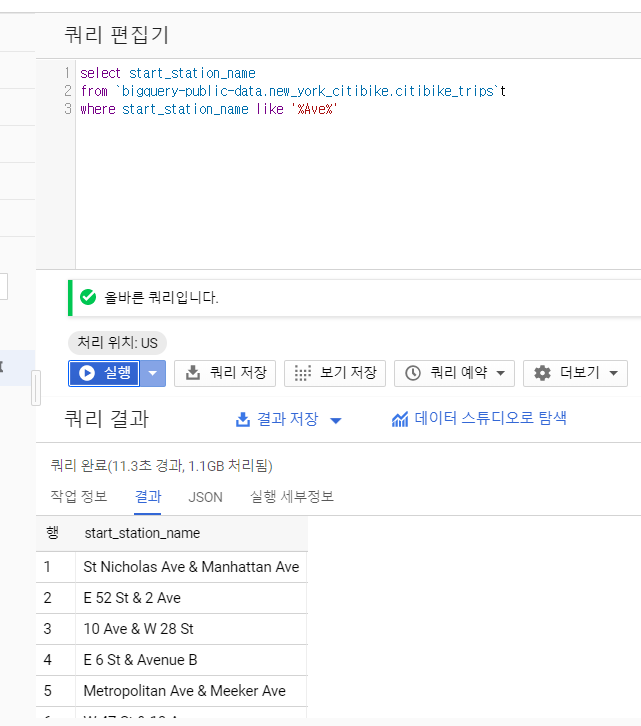 쿼리 편집기
1 select start_station_name
2 from `bigquery-public-data.new_york_citibike.citibike_trips`t
3 where start_station_name like '%Ave%'
올바른 쿼리입니다.
처리 위치: US
실행 쿼리 저장 보기 저장 쿼리 예약 더보기
쿼리 결과 결과 저장 데이터 스튜디오로 탐색
쿼리 완료(11.3초 경과, 1.1GB 처리됨)
작업 정보 결과 JSON 실행 세부정보
행 start_station_name
1 St Nicholas Ave & Manhattan Ave
2 E 52 St & 2 Ave
3 10 Ave & W 28 St
4 E 6 St & Avenue B
5 Metropolitan Ave & Meeker Ave